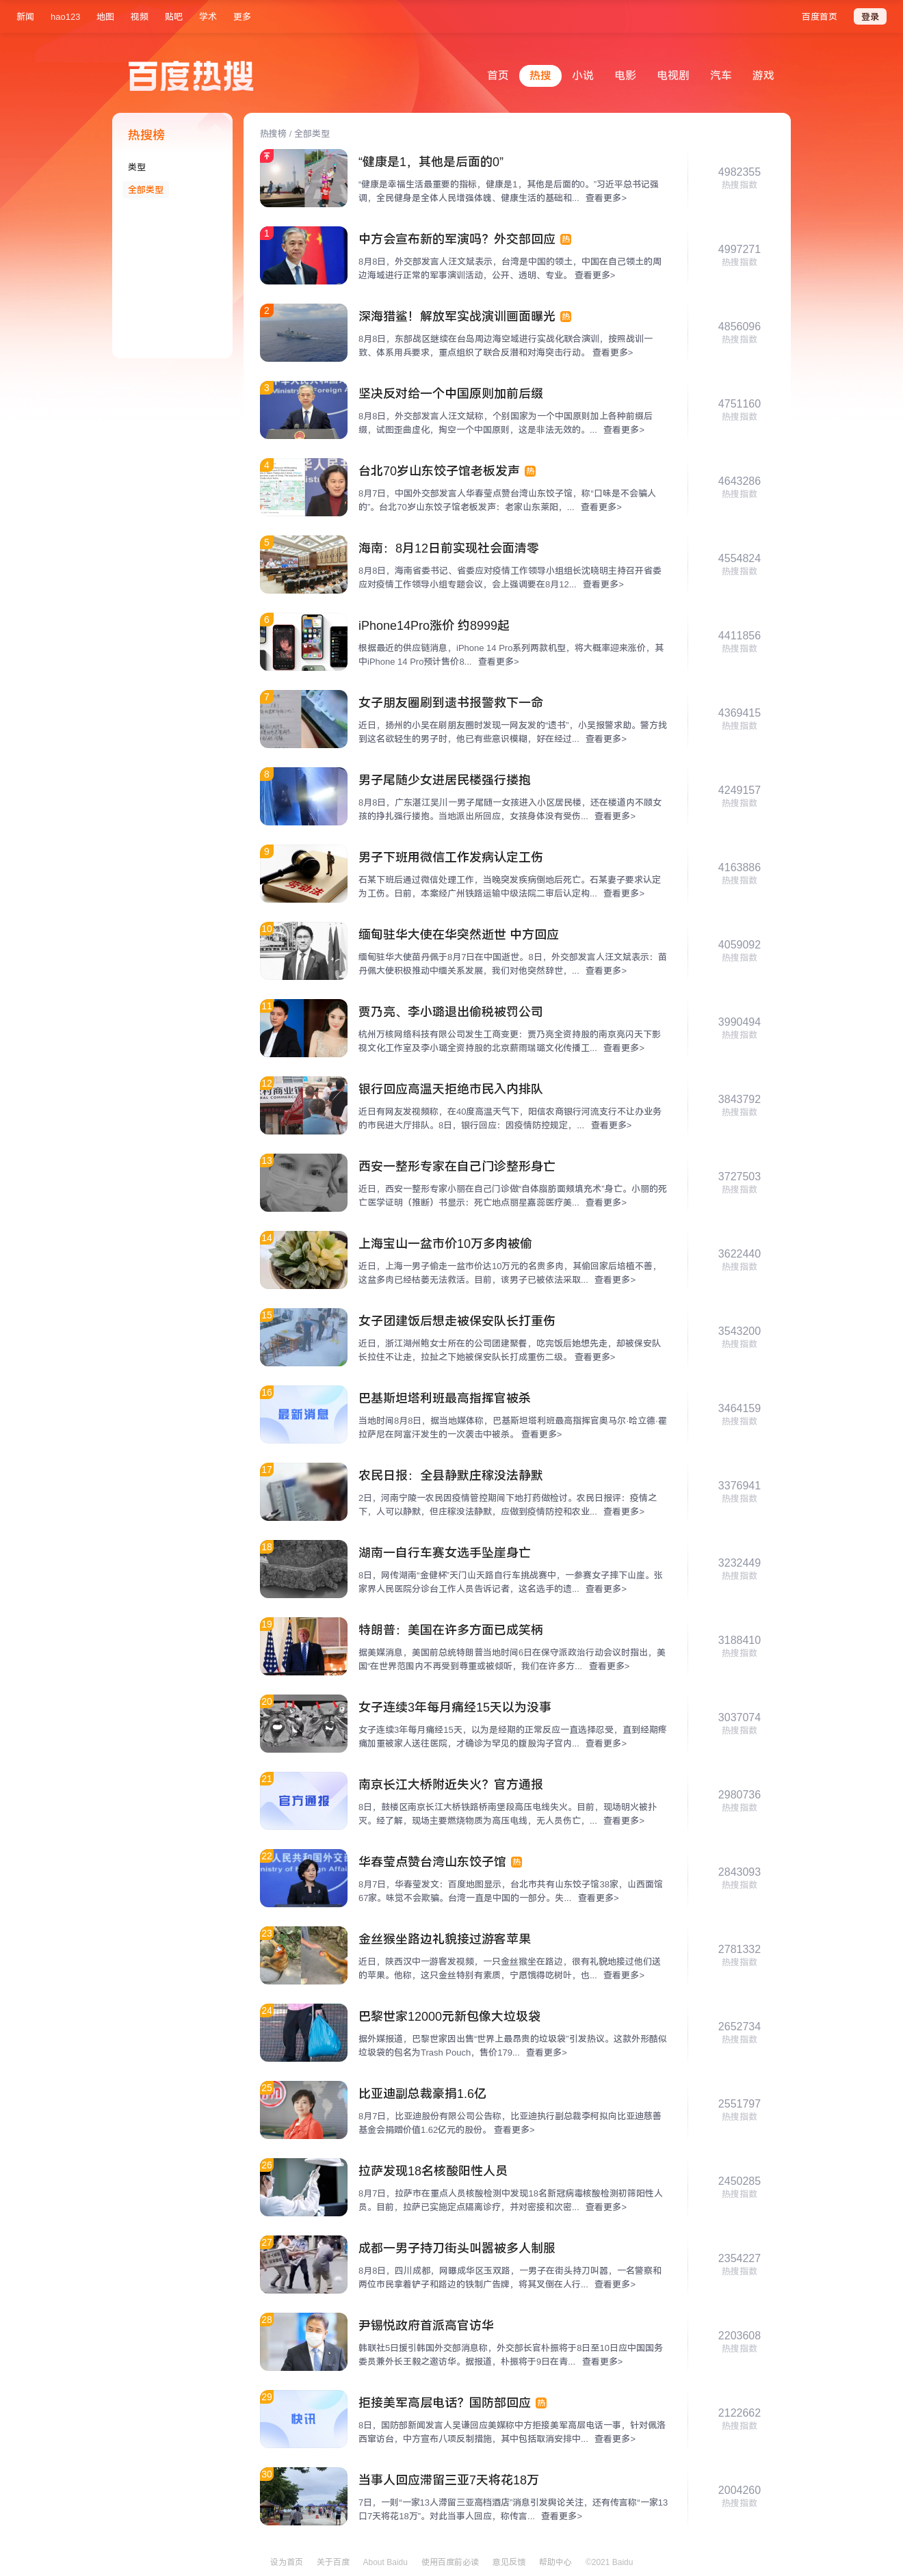 新闻 hao123 地图 视频 贴吧 学术 更多 百度首页 登录
百度热搜
首页 热搜 小说 电影 电视剧 汽车 游戏
热搜榜
类型
全部类型
热搜榜 / 全部类型
“健康是1，其他是后面的0”
“健康是幸福生活最重要的指标，健康是1，其他是后面的0。”习近平总书记强
调，全民健身是全体人民增强体魄、健康生活的基础和... 查看更多>
4982355
热搜指数
1
中方会宣布新的军演吗？外交部回应 热
8月8日，外交部发言人汪文斌表示，台湾是中国的领土，中国在自己领土的周
边海域进行正常的军事演训活动，公开、透明、专业。 查看更多>
4997271
热搜指数
2
深海猎鲨！解放军实战演训画面曝光 热
8月8日，东部战区继续在台岛周边海空域进行实战化联合演训，按照战训一
致、体系用兵要求，重点组织了联合反潜和对海突击行动。 查看更多>
4856096
热搜指数
3
坚决反对给一个中国原则加前后缀
8月8日，外交部发言人汪文斌称，个别国家为一个中国原则加上各种前缀后
缀，试图歪曲虚化，掏空一个中国原则，这是非法无效的。... 查看更多>
4751160
热搜指数
4
台北70岁山东饺子馆老板发声 热
8月7日，中国外交部发言人华春莹点赞台湾山东饺子馆，称“口味是不会骗人
的”。台北70岁山东饺子馆老板发声：老家山东莱阳，... 查看更多>
4643286
热搜指数
5
海南：8月12日前实现社会面清零
8月8日，海南省委书记、省委应对疫情工作领导小组组长沈晓明主持召开省委
应对疫情工作领导小组专题会议，会上强调要在8月12... 查看更多>
4554824
热搜指数
6
iPhone14Pro涨价 约8999起
根据最近的供应链消息，iPhone 14 Pro系列两款机型，将大概率迎来涨价，其
中iPhone 14 Pro预计售价8... 查看更多>
4411856
热搜指数
7
女子朋友圈刷到遗书报警救下一命
近日，扬州的小吴在刷朋友圈时发现一网友发的“遗书”，小吴报警求助。警方找
到这名欲轻生的男子时，他已有些意识模糊，好在经过... 查看更多>
4369415
热搜指数
8
男子尾随少女进居民楼强行搂抱
8月8日，广东湛江吴川一男子尾随一女孩进入小区居民楼，还在楼道内不顾女
孩的挣扎强行搂抱。当地派出所回应，女孩身体没有受伤... 查看更多>
4249157
热搜指数
9
男子下班用微信工作发病认定工伤
石某下班后通过微信处理工作，当晚突发疾病倒地后死亡。石某妻子要求认定
为工伤。日前，本案经广州铁路运输中级法院二审后认定构... 查看更多>
4163886
热搜指数
10
缅甸驻华大使在华突然逝世 中方回应
缅甸驻华大使苗丹佩于8月7日在中国逝世。8日，外交部发言人汪文斌表示：苗
丹佩大使积极推动中缅关系发展，我们对他突然辞世，... 查看更多>
4059092
热搜指数
11
贾乃亮、李小璐退出偷税被罚公司
杭州万核网络科技有限公司发生工商变更：贾乃亮全资持股的南京亮闪天下影
视文化工作室及李小璐全资持股的北京薪雨瑞璐文化传播工... 查看更多>
3990494
热搜指数
12
银行回应高温天拒绝市民入内排队
近日有网友发视频称，在40度高温天气下，阳信农商银行河流支行不让办业务
的市民进大厅排队。8日，银行回应：因疫情防控规定，... 查看更多>
3843792
热搜指数
13
西安一整形专家在自己门诊整形身亡
近日，西安一整形专家小丽在自己门诊做“自体脂肪面颊填充术”身亡。小丽的死
亡医学证明（推断）书显示：死亡地点丽星嘉蕊医疗美... 查看更多>
3727503
热搜指数
14
上海宝山一盆市价10万多肉被偷
近日，上海一男子偷走一盆市价达10万元的名贵多肉，其偷回家后培植不善，
这盆多肉已经枯萎无法救活。目前，该男子已被依法采取... 查看更多>
3622440
热搜指数
15
女子团建饭后想走被保安队长打重伤
近日，浙江湖州鲍女士所在的公司团建聚餐，吃完饭后她想先走，却被保安队
长拉住不让走，拉扯之下她被保安队长打成重伤二级。 查看更多>
3543200
热搜指数
16
最新消息
巴基斯坦塔利班最高指挥官被杀
当地时间8月8日，据当地媒体称，巴基斯坦塔利班最高指挥官奥马尔·哈立德·霍
拉萨尼在阿富汗发生的一次袭击中被杀。 查看更多>
3464159
热搜指数
17
农民日报：全县静默庄稼没法静默
2日，河南宁陵一农民因疫情管控期间下地打药做检讨。农民日报评：疫情之
下，人可以静默，但庄稼没法静默，应做到疫情防控和农业... 查看更多>
3376941
热搜指数
18
湖南一自行车赛女选手坠崖身亡
8日，网传湖南“金健杯”天门山天路自行车挑战赛中，一参赛女子摔下山崖。张
家界人民医院分诊台工作人员告诉记者，这名选手的遗... 查看更多>
3232449
热搜指数
19
特朗普：美国在许多方面已成笑柄
据美媒消息，美国前总统特朗普当地时间6日在保守派政治行动会议时指出，美
国“在世界范围内不再受到尊重或被倾听，我们在许多方... 查看更多>
3188410
热搜指数
20
女子连续3年每月痛经15天以为没事
女子连续3年每月痛经15天，以为是经期的正常反应一直选择忍受，直到经期疼
痛加重被家人送往医院，才确诊为罕见的腹股沟子宫内... 查看更多>
3037074
热搜指数
21
官方通报
南京长江大桥附近失火？官方通报
8日，鼓楼区南京长江大桥铁路桥南堡段高压电线失火。目前，现场明火被扑
灭。经了解，现场主要燃烧物质为高压电线，无人员伤亡，... 查看更多>
2980736
热搜指数
22
华春莹点赞台湾山东饺子馆 热
8月7日，华春莹发文：百度地图显示，台北市共有山东饺子馆38家，山西面馆
67家。味觉不会欺骗。台湾一直是中国的一部分。失... 查看更多>
2843093
热搜指数
23
金丝猴坐路边礼貌接过游客苹果
近日，陕西汉中一游客发视频，一只金丝猴坐在路边，很有礼貌地接过他们送
的苹果。他称，这只金丝特别有素质，宁愿饿得吃树叶，也... 查看更多>
2781332
热搜指数
24
巴黎世家12000元新包像大垃圾袋
据外媒报道，巴黎世家因出售“世界上最昂贵的垃圾袋”引发热议。这款外形酷似
垃圾袋的包名为Trash Pouch，售价179... 查看更多>
2652734
热搜指数
25
比亚迪副总裁豪捐1.6亿
8月7日，比亚迪股份有限公司公告称，比亚迪执行副总裁李柯拟向比亚迪慈善
基金会捐赠价值1.62亿元的股份。 查看更多>
2551797
热搜指数
26
拉萨发现18名核酸阳性人员
8月7日，拉萨市在重点人员核酸检测中发现18名新冠病毒核酸检测初筛阳性人
员。目前，拉萨已实施定点隔离诊疗，并对密接和次密... 查看更多>
2450285
热搜指数
27
成都一男子持刀街头叫嚣被多人制服
8月8日，四川成都，网曝成华区玉双路，一男子在街头持刀叫嚣，一名警察和
两位市民拿着铲子和路边的铁制广告牌，将其叉倒在人行... 查看更多>
2354227
热搜指数
28
尹锡悦政府首派高官访华
韩联社5日援引韩国外交部消息称，外交部长官朴振将于8日至10日应中国国务
委员兼外长王毅之邀访华。据报道，朴振将于9日在青... 查看更多>
2203608
热搜指数
29
快讯
拒接美军高层电话？国防部回应 热
8日，国防部新闻发言人吴谦回应美媒称中方拒接美军高层电话一事，针对佩洛
西窜访台，中方宣布八项反制措施，其中包括取消安排中... 查看更多>
2122662
热搜指数
30
当事人回应滞留三亚7天将花18万
7日，一则“一家13人滞留三亚高档酒店”消息引发舆论关注，还有传言称“一家13
口7天将花18万”。对此当事人回应，称传言... 查看更多>
2004260
热搜指数
设为首页 关于百度 About Baidu 使用百度前必读 意见反馈 帮助中心 ©2021 Baidu